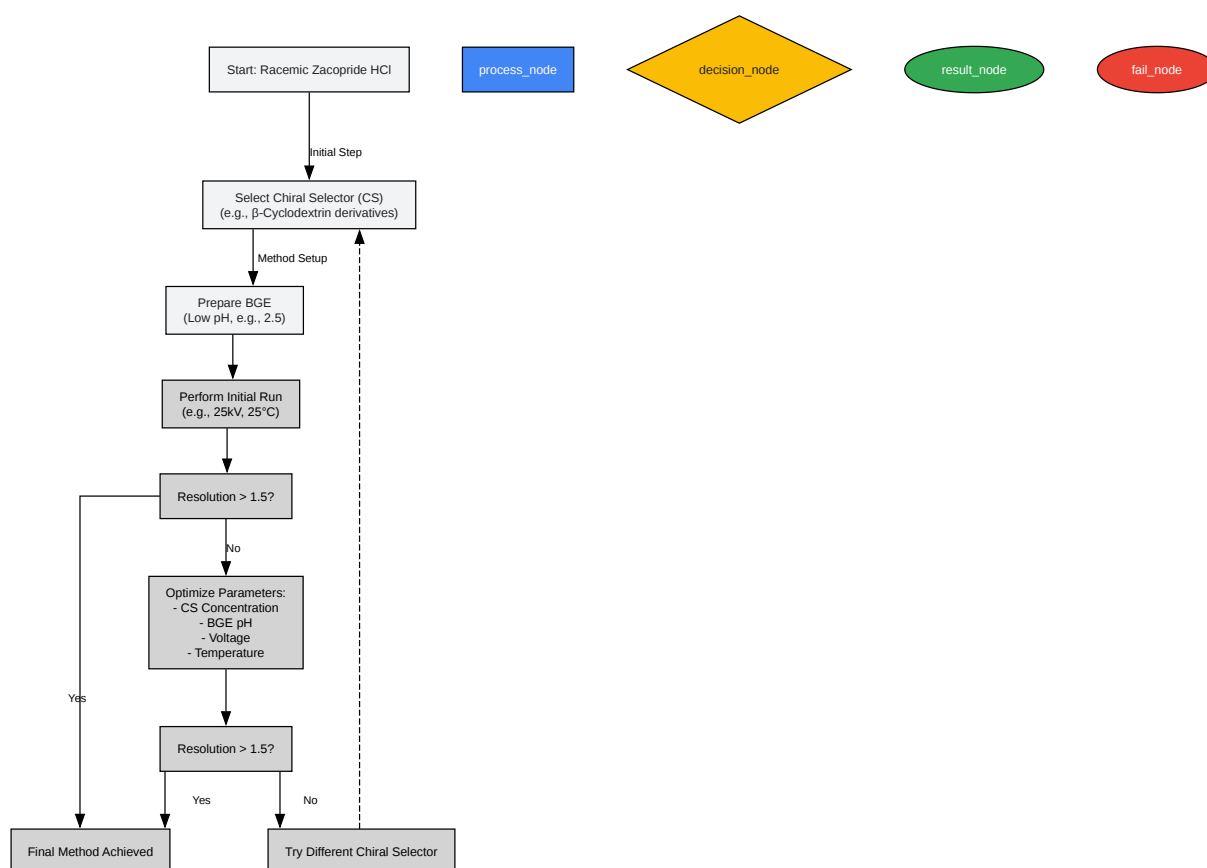 Start: Racemic Zacopride HCl
process_node
decision_node
result_node
fail_node
Initial Step
Select Chiral Selector (CS)
(e.g., β-Cyclodextrin derivatives)
Method Setup
Prepare BGE
(Low pH, e.g., 2.5)
Perform Initial Run
(e.g., 25kV, 25°C)
Resolution > 1.5?
No
Optimize Parameters:
- CS Concentration
- BGE pH
- Voltage
- Temperature
Yes
Resolution > 1.5?
Yes
No
Final Method Achieved
Try Different Chiral Selector